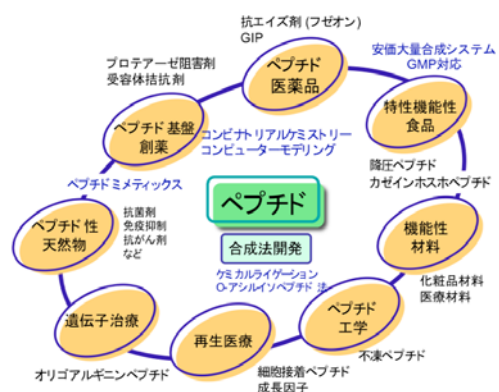 抗エイズ剤 (フゼオン)
GIP
ペプチド
医薬品
安価大量合成システム
GMP対応
特性機能性
食品
降圧ペプチド
カゼインホスホペプチド
機能性
材料
化粧品材料
医療材料
ペプチド
工学
不凍ペプチド
再生医療
細胞接着ペプチド
成長因子
遺伝子治療
オリゴアルギニンペプチド
ペプチド性
天然物
抗菌剤
免疫抑制
抗がん剤
など
ペプチドミメティックス
ペプチド基盤
創薬
プロテアーゼ阻害剤
受容体拮抗剤
コンビナトリアルケミストリー
コンピューターモデリング
ペプチド
合成法開発
ケミカルライゲーション
O-アシルイソペプチド 法